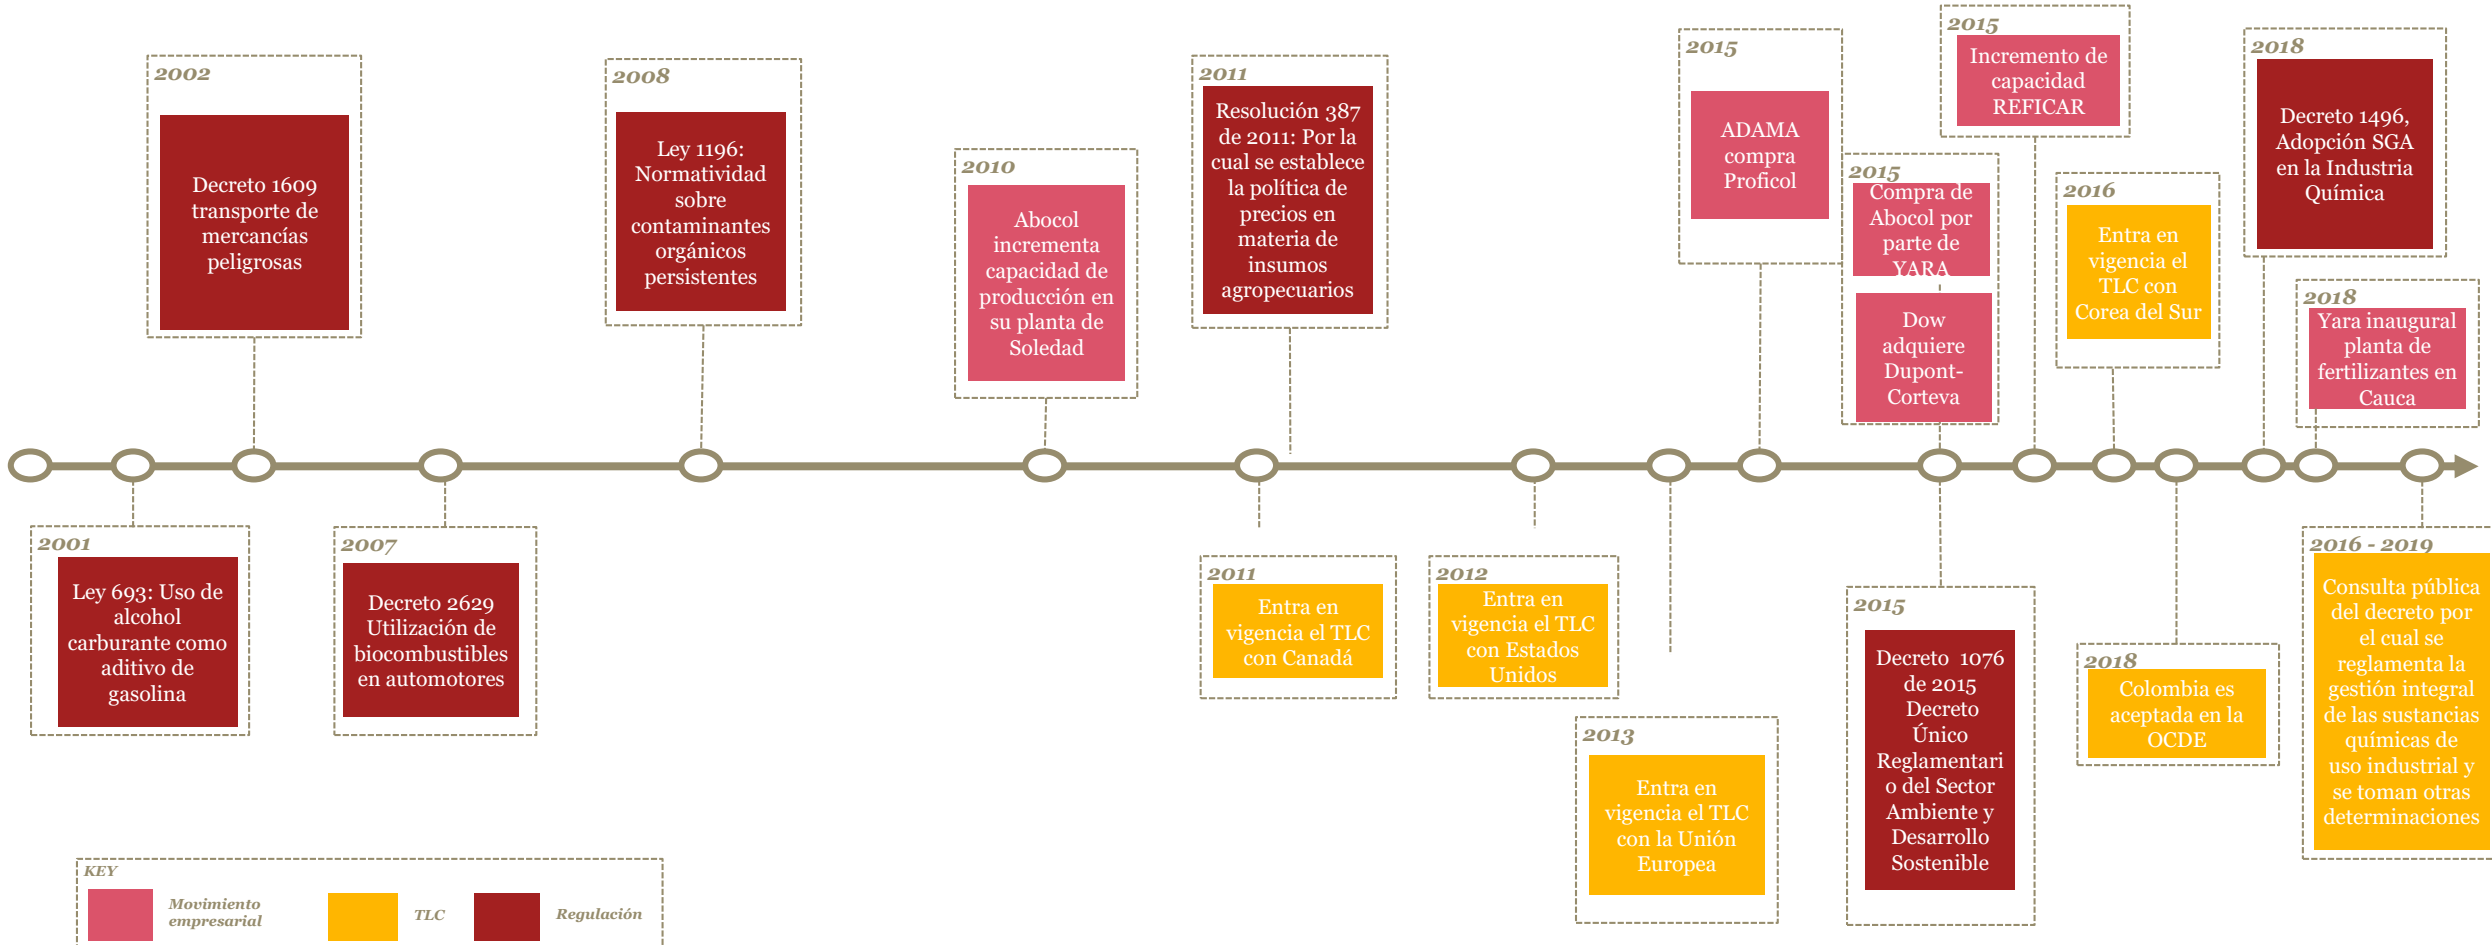 2002
Decreto 1609
transporte de
mercancías
peligrosas
2008
Ley 1196:
Normatividad
sobre
contaminantes
orgánicos
persistentes
2010
Abocol
incrementa
capacidad de
producción en
su planta de
Soledad
2011
Resolución 387
de 2011: Por la
cual se establece
la política de
precios en
materia de
insumos
agropecuarios
2015
ADAMA
compra
Proficol
2015
Compra de
Abocol por
parte de
YARA
Dow
adquiere
Dupont-
Corteva
2015
Incremento de
capacidad
REFICAR
2016
Entra en
vigencia el
TLC con
Corea del Sur
2018
Decreto 1496,
Adopción SGA
en la Industria
Química
2018
Yara inaugural
planta de
fertilizantes en
Cauca
2001
Ley 693: Uso de
alcohol
carburante como
aditivo de
gasolina
2007
Decreto 2629
Utilización de
biocombustibles
en automotores
2011
Entra en
vigencia el TLC
con Canadá
2012
Entra en
vigencia el TLC
con Estados
Unidos
2013
Entra en
vigencia el TLC
con la Unión
Europea
2015
Decreto 1076
de 2015
Decreto
Único
Reglamentari
o del Sector
Ambiente y
Desarrollo
Sostenible
2018
Colombia es
aceptada en la
OCDE
2016 - 2019
Consulta pública
del decreto por
el cual se
reglamenta la
gestión integral
de las sustancias
químicas de
uso industrial y
se toman otras
determinaciones
KEY
Movimiento
empresarial
TLC
Regulación